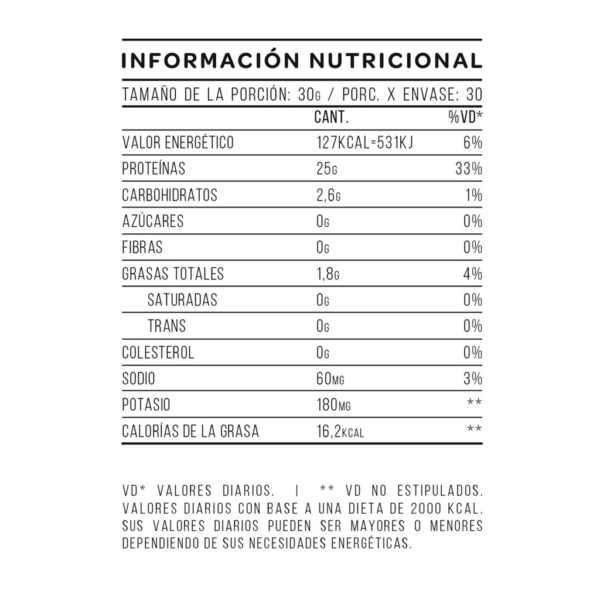 INFORMACIÓN NUTRICIONAL
TAMAÑO DE LA PORCIÓN: 30G / PORC. X ENVASE: 30
CANT. %VD*
VALOR ENERGÉTICO 127KCAL=531KJ 6%
PROTEÍNAS 25G 33%
CARBOHIDRATOS 2,6G 1%
AZÚCARES 0G 0%
FIBRAS 0G 0%
GRASAS TOTALES 1,8G 4%
SATURADAS 0G 0%
TRANS 0G 0%
COLESTEROL 0G 0%
SODIO 60MG 3%
POTASIO 180MG **
CALORÍAS DE LA GRASA 16,2KCAL **
VD* VALORES DIARIOS. | ** VD NO ESTIPULADOS.
VALORES DIARIOS CON BASE A UNA DIETA DE 2000 KCAL.
SUS VALORES DIARIOS PUEDEN SER MAYORES O MENORES
DEPENDIENDO DE SUS NECESIDADES ENERGÉTICAS.